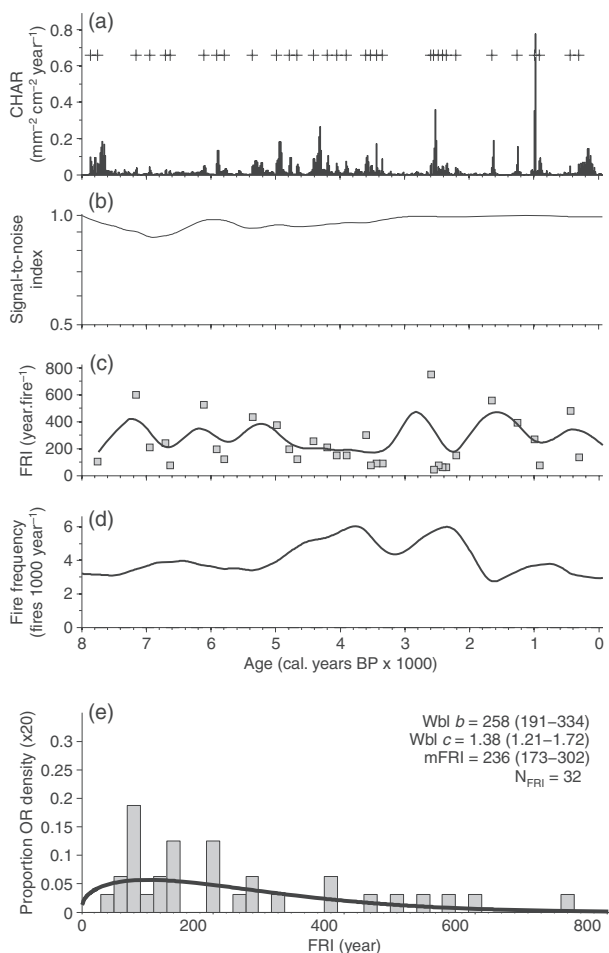 (a)
CHAR
(mm⁻² cm⁻² year⁻¹)
0.8
0.6
0.4
0.2
0
(b)
Signal-to-noise
index
1.0
0.5
(c)
FRI (year.fire⁻¹)
800
600
400
200
0
(d)
Fire frequency
(fires 1000 year⁻¹)
6
4
2
0
8 7 6 5 4 3 2 1 0
Age (cal. years BP x 1000)
(e)
Wbl b = 258 (191–334)
Wbl c = 1.38 (1.21–1.72)
mFRI = 236 (173–302)
N_FRI = 32
Proportion OR density (x20)
0.3
0.2
0.15
0.1
0.05
0
0 200 400 600 800
FRI (year)